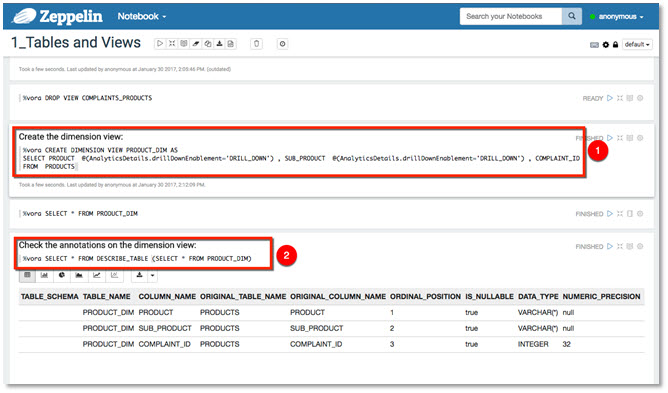 Zeppelin Notebook Search your Notebooks anonymous
1_Tables and Views default
Took a few seconds. Last updated by anonymous at January 30 2017, 2:09:46 PM. (outdated)
%vora DROP VIEW COMPLAINTS_PRODUCTS READY
Create the dimension view: FINISHED
%vora CREATE DIMENSION VIEW PRODUCT_DIM AS
SELECT PRODUCT @(AnalyticsDetails.drillDownEnablement='DRILL_DOWN') , SUB_PRODUCT @(AnalyticsDetails.drillDownEnablement='DRILL_DOWN') , COMPLAINT_ID
FROM PRODUCTS
1
Took a few seconds. Last updated by anonymous at January 30 2017, 2:12:09 PM.
%vora SELECT * FROM PRODUCT_DIM FINISHED
Check the annotations on the dimension view: FINISHED
%vora SELECT * FROM DESCRIBE_TABLE (SELECT * FROM PRODUCT_DIM)
2
TABLE_SCHEMA TABLE_NAME COLUMN_NAME ORIGINAL_TABLE_NAME ORIGINAL_COLUMN_NAME ORDINAL_POSITION IS_NULLABLE DATA_TYPE NUMERIC_PRECISION
PRODUCT_DIM PRODUCT PRODUCTS PRODUCT 1 true VARCHAR(*) null
PRODUCT_DIM SUB_PRODUCT PRODUCTS SUB_PRODUCT 2 true VARCHAR(*) null
PRODUCT_DIM COMPLAINT_ID PRODUCTS COMPLAINT_ID 3 true INTEGER 32